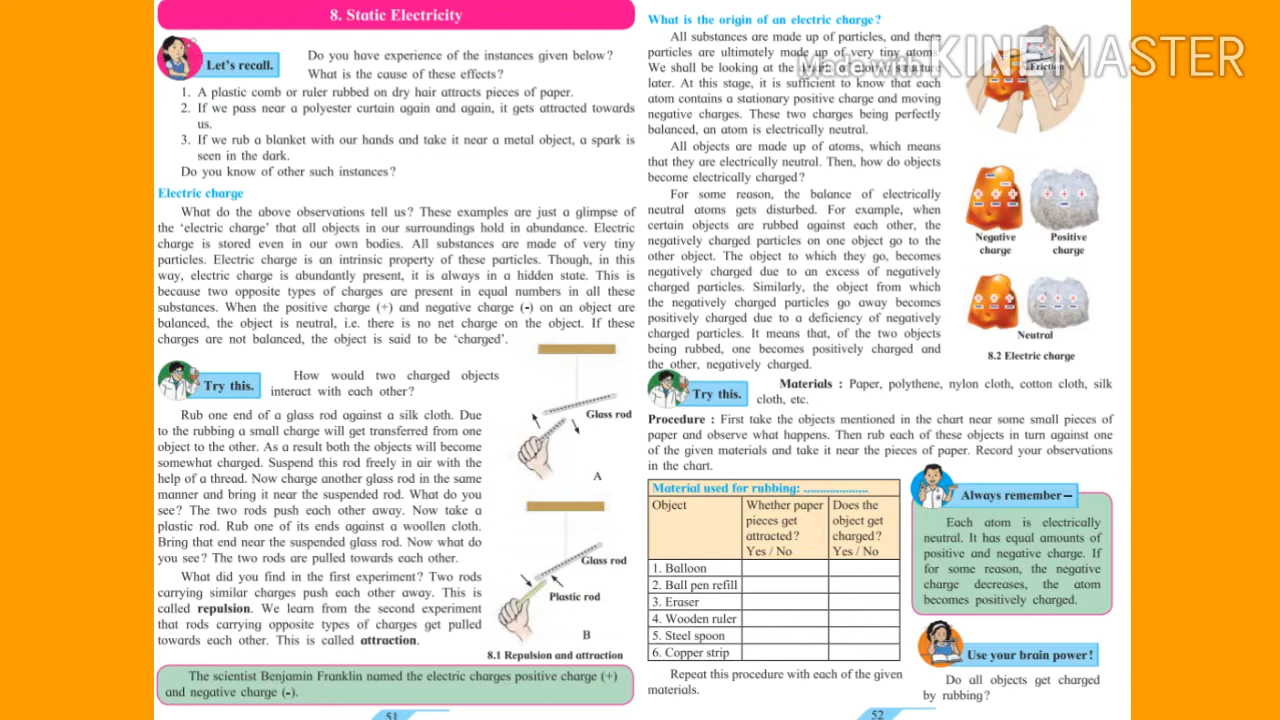 8. Static Electricity
Let's recall.
Do you have experience of the instances given below?
What is the cause of these effects?
1. A plastic comb or ruler rubbed on dry hair attracts pieces of paper.
2. If we pass near a polyester curtain again and again, it gets attracted towards
us.
3. If we rub a blanket with our hands and take it near a metal object, a spark is
seen in the dark.
Do you know of other such instances?
Electric charge
What do the above observations tell us? These examples are just a glimpse of
the 'electric charge' that all objects in our surroundings hold in abundance. Electric
charge is stored even in our own bodies. All substances are made of very tiny
particles. Electric charge is an intrinsic property of these particles. Though, in this
way, electric charge is abundantly present, it is always in a hidden state. This is
because two opposite types of charges are present in equal numbers in all these
substances. When the positive charge (+) and negative charge (-) on an object are
balanced, the object is neutral, i.e. there is no net charge on the object. If these
charges are not balanced, the object is said to be 'charged'.
Try this.
How would two charged objects
interact with each other?
Rub one end of a glass rod against a silk cloth. Due
to the rubbing a small charge will get transferred from one
object to the other. As a result both the objects will become
somewhat charged. Suspend this rod freely in air with the
help of a thread. Now charge another glass rod in the same
manner and bring it near the suspended rod. What do you
see? The two rods push each other away. Now take a
plastic rod. Rub one of its ends against a woollen cloth.
Bring that end near the suspended glass rod. Now what do
you see? The two rods are pulled towards each other.
What did you find in the first experiment? Two rods
carrying similar charges push each other away. This is
called repulsion. We learn from the second experiment
that rods carrying opposite types of charges get pulled
towards each other. This is called attraction.
Glass rod
A
Glass rod
Plastic rod
B
8.1 Repulsion and attraction
The scientist Benjamin Franklin named the electric charges positive charge (+)
and negative charge (-).
51
What is the origin of an electric charge?
All substances are made up of particles, and these
particles are ultimately made up of very tiny atoms.
We shall be looking at the structure
later. At this stage, it is sufficient to know that each
atom contains a stationary positive charge and moving
negative charges. These two charges being perfectly
balanced, an atom is electrically neutral.
All objects are made up of atoms, which means
that they are electrically neutral. Then, how do objects
become electrically charged?
For some reason, the balance of electrically
neutral atoms gets disturbed. For example, when
certain objects are rubbed against each other, the
negatively charged particles on one object go to the
other object. The object to which they go, becomes
negatively charged due to an excess of negatively
charged particles. Similarly, the object from which
the negatively charged particles go away becomes
positively charged due to a deficiency of negatively
charged particles. It means that, of the two objects
being rubbed, one becomes positively charged and
the other, negatively charged.
Made with KINEMASTER
Friction
Negative Positive
charge charge
Neutral
8.2 Electric charge
Try this.
Materials : Paper, polythene, nylon cloth, cotton cloth, silk
cloth, etc.
Procedure : First take the objects mentioned in the chart near some small pieces of
paper and observe what happens. Then rub each of these objects in turn against one
of the given materials and take it near the pieces of paper. Record your observations
in the chart.
Material used for rubbing: .....................
Object
Whether paper
pieces get
attracted?
Yes / No
Does the
object get
charged?
Yes / No
1. Balloon
2. Ball pen refill
3. Eraser
4. Wooden ruler
5. Steel spoon
6. Copper strip
Repeat this procedure with each of the given
materials.
Always remember –
Each atom is electrically
neutral. It has equal amounts of
positive and negative charge. If
for some reason, the negative
charge decreases, the atom
becomes positively charged.
Use your brain power!
Do all objects get charged
by rubbing?
52